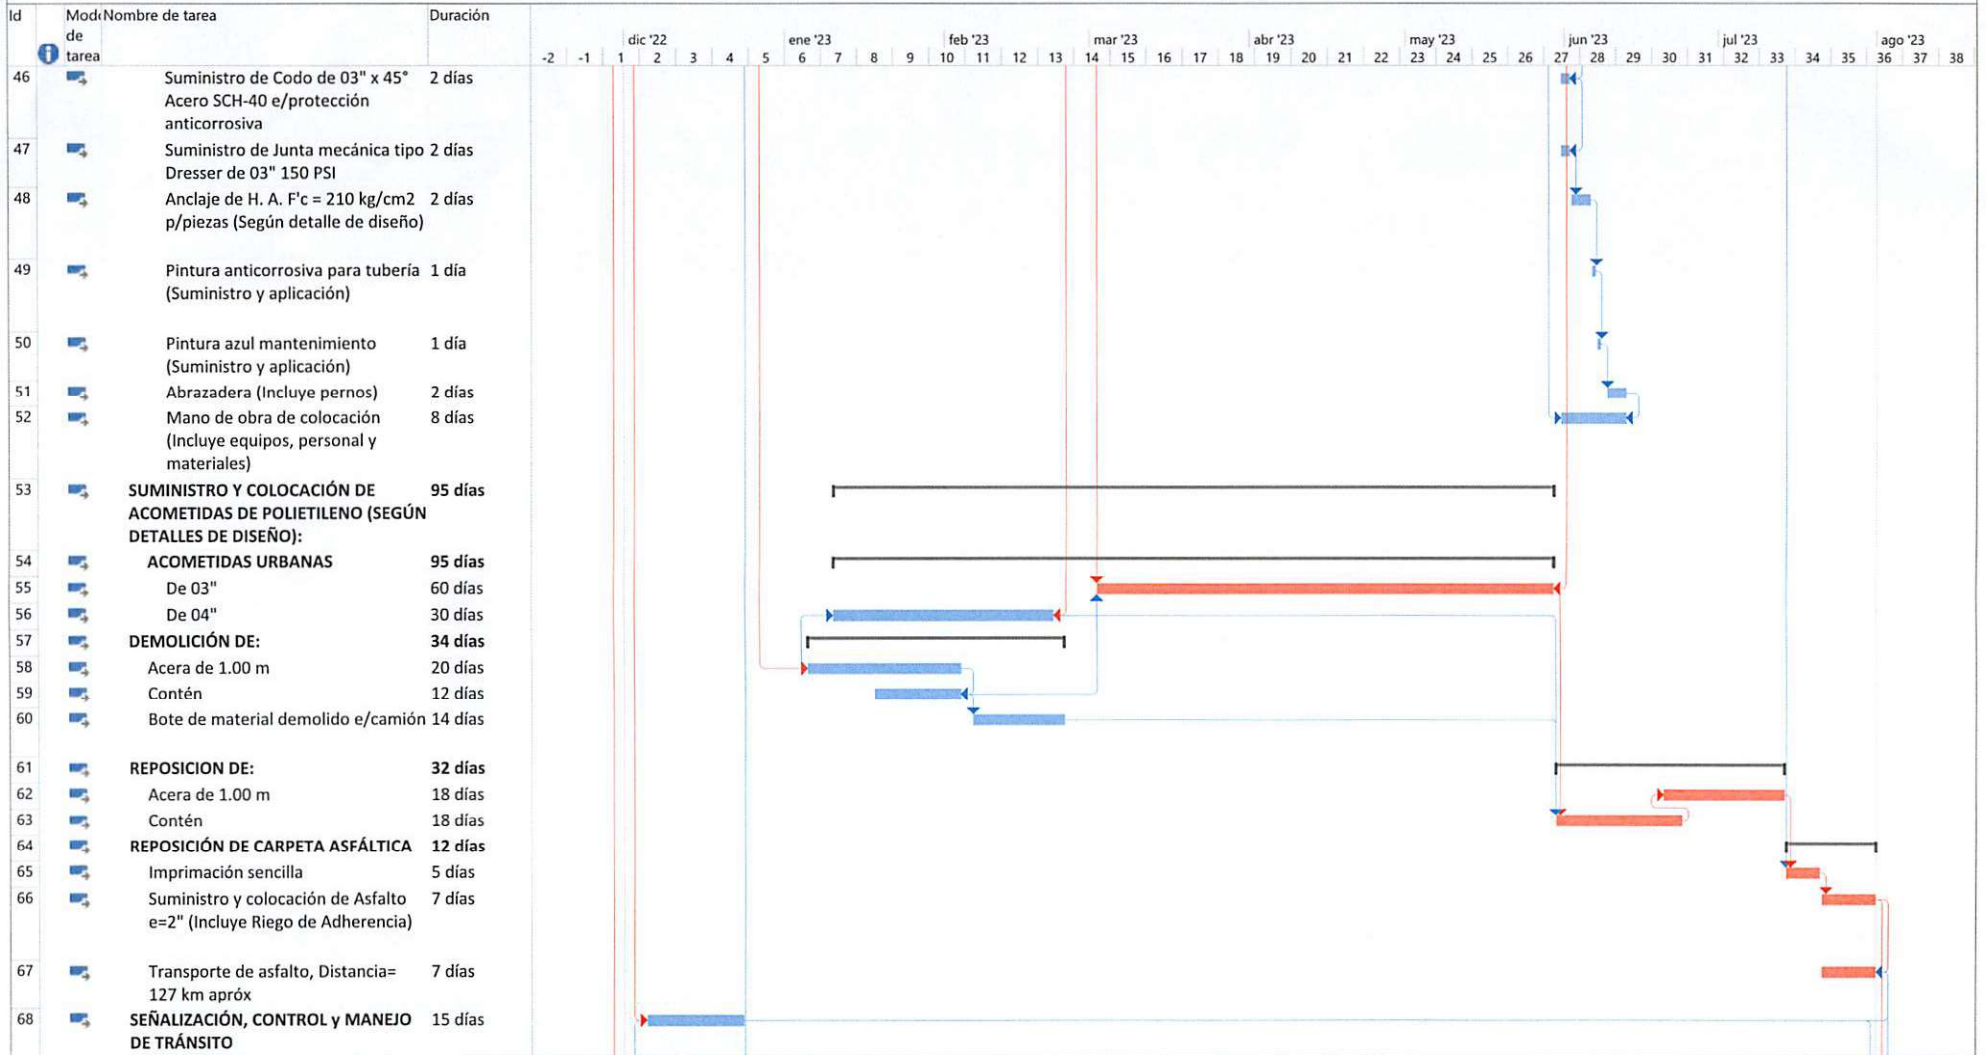 Id Modo de tarea Nombre de tarea Duración
dic '22 ene '23 feb '23 mar '23 abr '23 may '23 jun '23 jul '23 ago '23
-2 -1 1 2 3 4 5 6 7 8 9 10 11 12 13 14 15 16 17 18 19 20 21 22 23 24 25 26 27 28 29 30 31 32 33 34 35 36 37 38
46 Suministro de Codo de 03" x 45° 2 días
Acero SCH-40 e/protección
anticorrosiva
47 Suministro de Junta mecánica tipo 2 días
Dresser de 03" 150 PSI
48 Anclaje de H. A. F'c = 210 kg/cm2 2 días
p/piezas (Según detalle de diseño)
49 Pintura anticorrosiva para tubería 1 día
(Suministro y aplicación)
50 Pintura azul mantenimiento 1 día
(Suministro y aplicación)
51 Abrazadera (Incluye pernos) 2 días
52 Mano de obra de colocación 8 días
(Incluye equipos, personal y
materiales)
53 SUMINISTRO Y COLOCACIÓN DE 95 días
ACOMETIDAS DE POLIETILENO (SEGÚN
DETALLES DE DISEÑO):
54 ACOMETIDAS URBANAS 95 días
55 De 03" 60 días
56 De 04" 30 días
57 DEMOLICIÓN DE: 34 días
58 Acera de 1.00 m 20 días
59 Contén 12 días
60 Bote de material demolido e/camión 14 días
61 REPOSICION DE: 32 días
62 Acera de 1.00 m 18 días
63 Contén 18 días
64 REPOSICIÓN DE CARPETA ASFÁLTICA 12 días
65 Imprimación sencilla 5 días
66 Suministro y colocación de Asfalto 7 días
e=2" (Incluye Riego de Adherencia)
67 Transporte de asfalto, Distancia= 7 días
127 km apróx
68 SEÑALIZACIÓN, CONTROL y MANEJO 15 días
DE TRÁNSITO